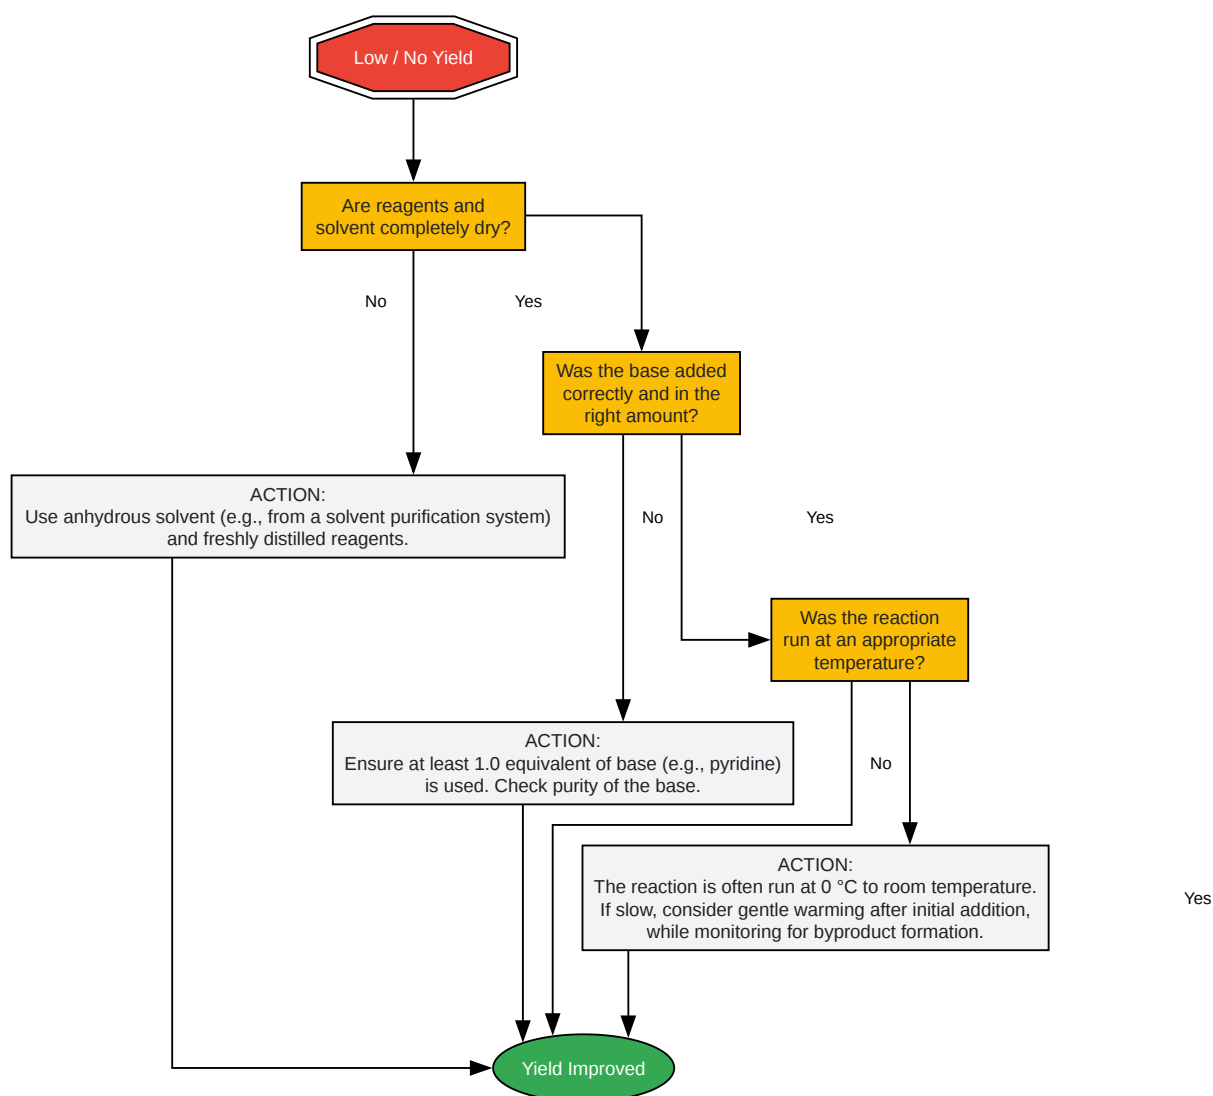 Low / No Yield
Are reagents and
solvent completely dry?
No
Yes
Was the base added
correctly and in the
right amount?
ACTION:
Use anhydrous solvent (e.g., from a solvent purification system)
and freshly distilled reagents.
No
Yes
Was the reaction
run at an appropriate
temperature?
ACTION:
Ensure at least 1.0 equivalent of base (e.g., pyridine)
is used. Check purity of the base.
No
ACTION:
The reaction is often run at 0 °C to room temperature.
If slow, consider gentle warming after initial addition,
while monitoring for byproduct formation.
Yes
Yield Improved